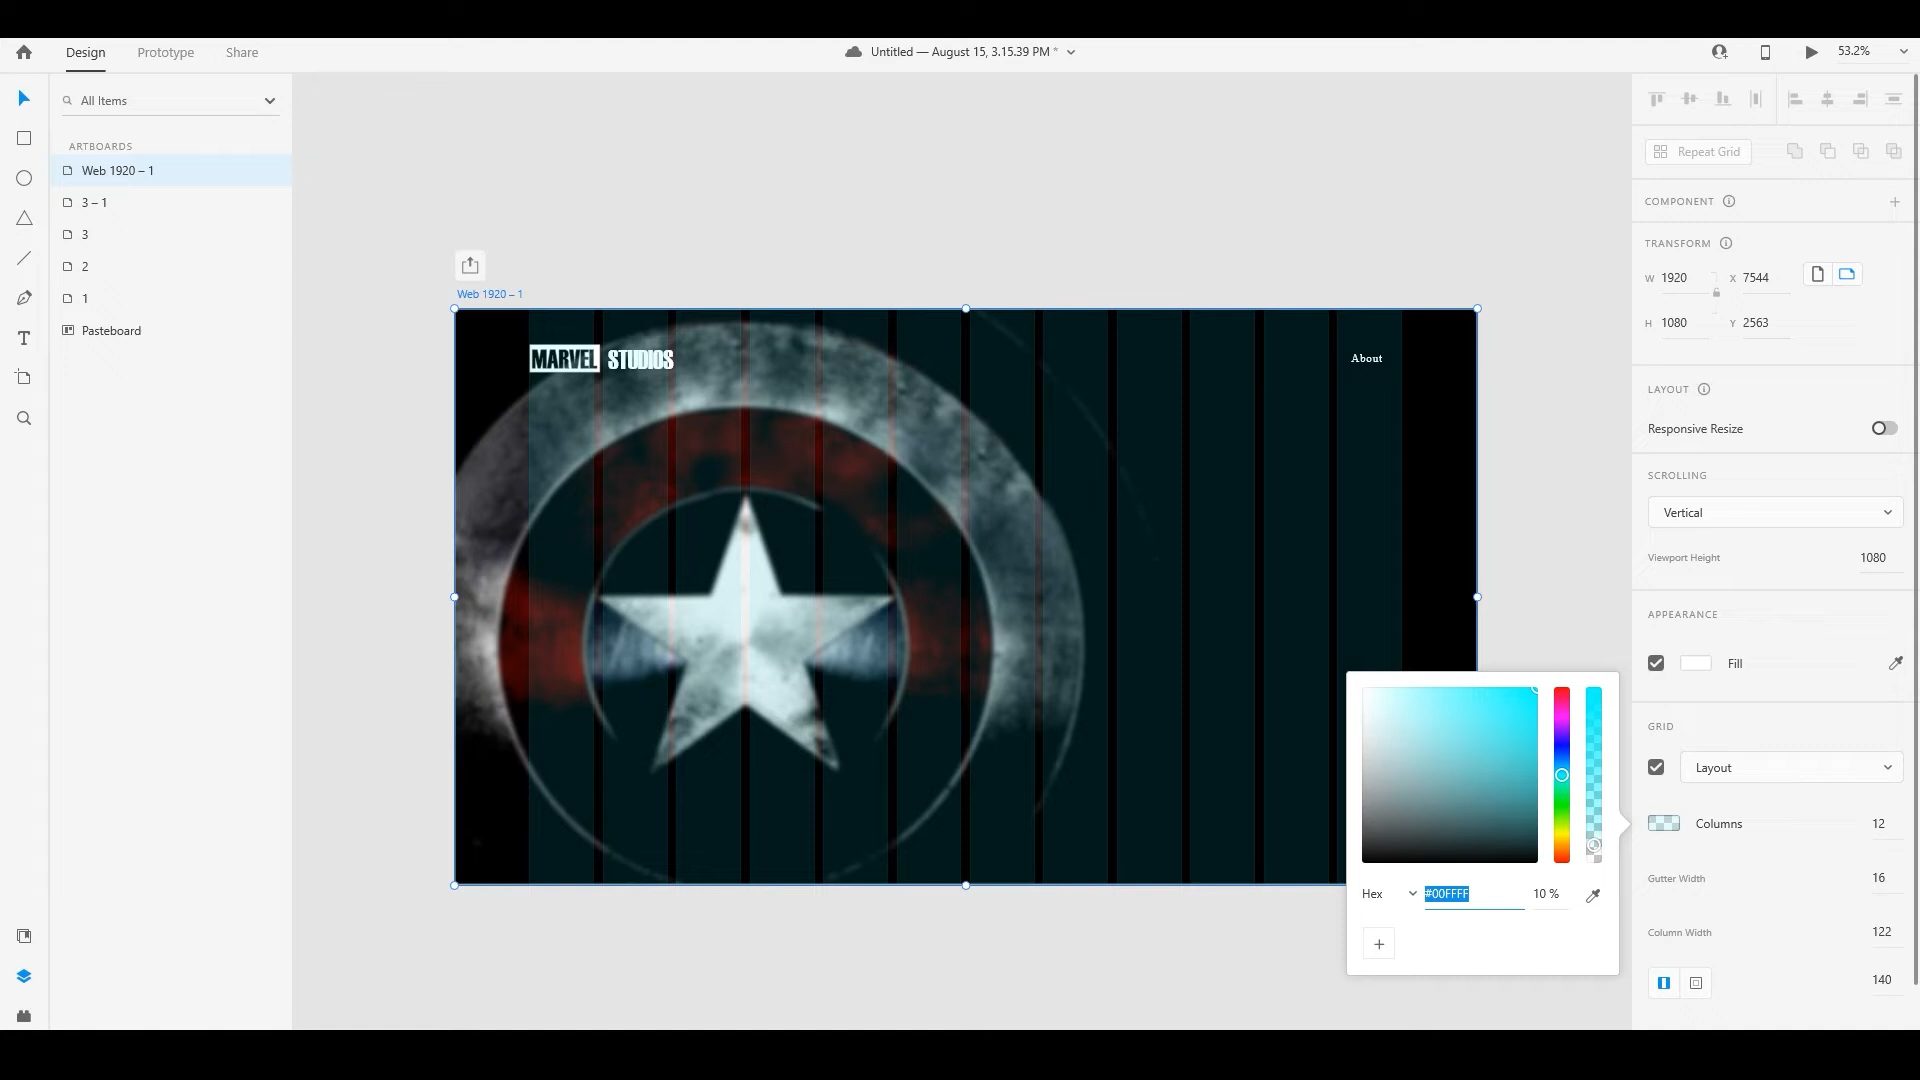 Design Prototype Share
Untitled — August 15, 3.15.39 PM *
53.2%
All Items
ARTBOARDS
Web 1920 – 1
3 – 1
3
2
1
Pasteboard
Web 1920 – 1
MARVEL STUDIOS
About
Hex #00FFFF 10 %
Repeat Grid
COMPONENT
TRANSFORM
W 1920 X 7544
H 1080 Y 2563
LAYOUT
Responsive Resize
SCROLLING
Vertical
Viewport Height 1080
APPEARANCE
Fill
GRID
Layout
Columns 12
Gutter Width 16
Column Width 122
140